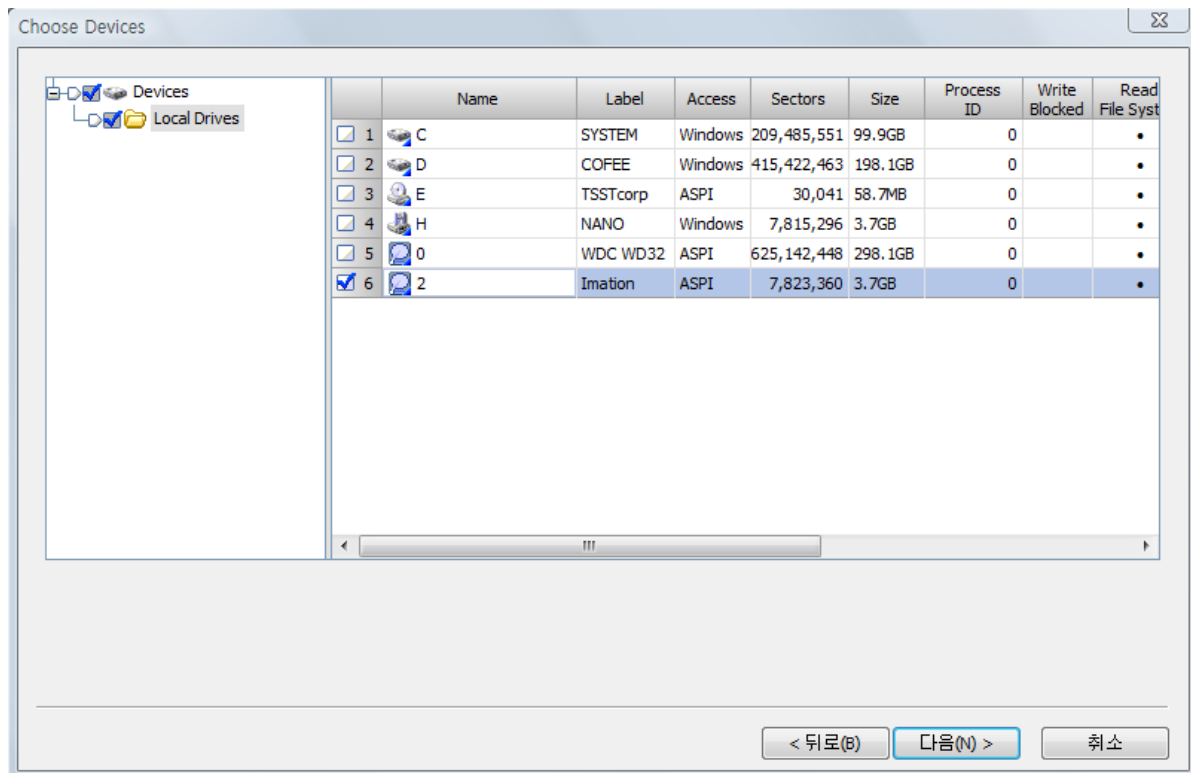 Choose Devices
Devices
Local Drives
Name Label Access Sectors Size Process ID Write Blocked Read File Syst
1 C SYSTEM Windows 209,485,551 99.9GB 0 •
2 D COFEE Windows 415,422,463 198.1GB 0 •
3 E TSSTcorp ASPI 30,041 58.7MB 0 •
4 H NANO Windows 7,815,296 3.7GB 0 •
5 0 WDC WD32 ASPI 625,142,448 298.1GB 0 •
6 2 Imation ASPI 7,823,360 3.7GB 0 •
< 뒤로(B) 다음(N) > 취소